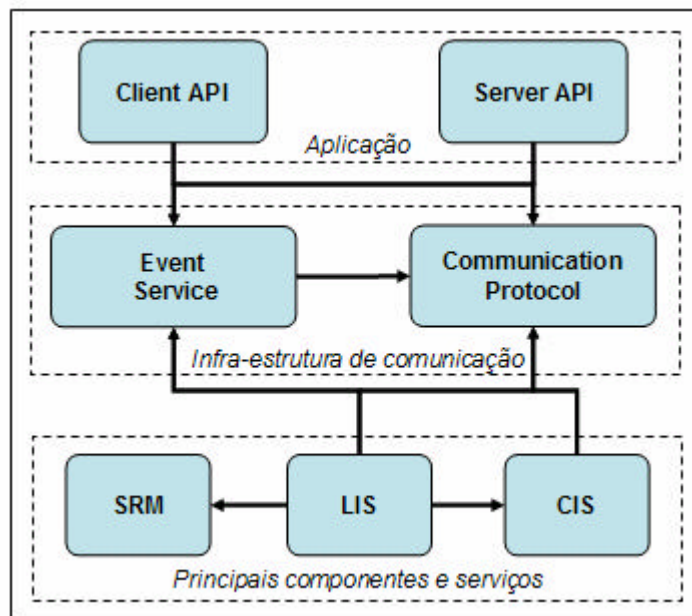 Client API
Server API
Aplicação
Event
Service
Communication
Protocol
Infra-estrutura de comunicação
SRM
LIS
CIS
Principais componentes e serviços